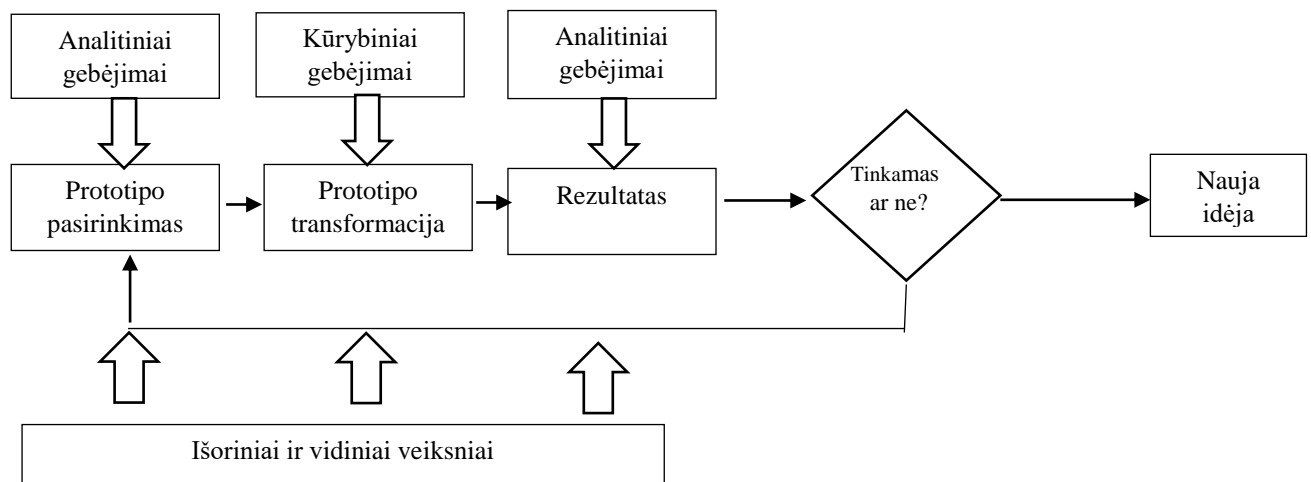 Analitiniai
gebėjimai
Kūrybiniai
gebėjimai
Analitiniai
gebėjimai
Prototipo
pasirinkimas
Prototipo
transformacija
Rezultatas
Tinkamas
ar ne?
Nauja
idėja
Išoriniai ir vidiniai veiksniai